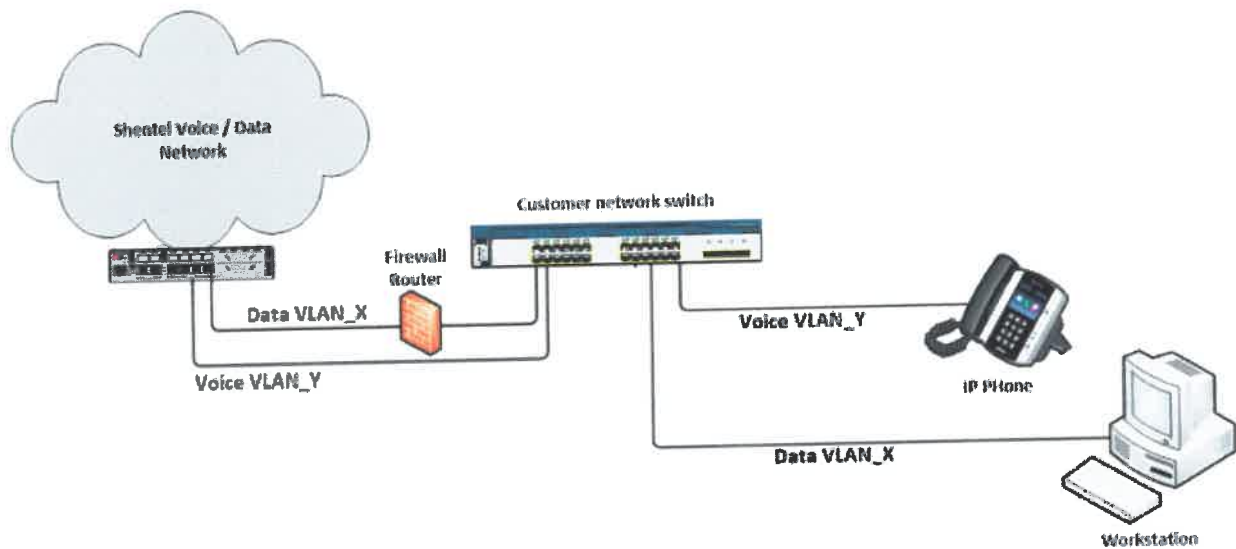 Shentel Voice / Data
Network
Customer network switch
Firewall
Router
Data VLAN_X
Voice VLAN_Y
Voice VLAN_Y
IP PHone
Data VLAN_X
Workstation